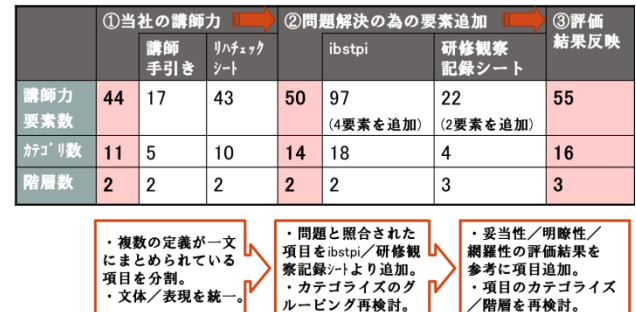 ①当社の講師力 ②問題解決の為の要素追加 ③評価
結果反映
講師
手引き
ﾘﾊﾁｪｯｸ
ｼｰﾄ
ibstpi
研修観察
記録シート
講師力
要素数
44 17 43 50 97 22 55
(4要素を追加) (2要素を追加)
ｶﾃｺﾞﾘ数 11 5 10 14 18 4 16
階層数 2 2 2 2 2 3 3
・複数の定義が一文
にまとめられている
項目を分割。
・文体／表現を統一。
・問題と照合された
項目をibstpi／研修観
察記録ｼｰﾄより追加。
・カテゴライズのグ
ルーピング再検討。
・妥当性／明瞭性／
網羅性の評価結果を
参考に項目追加。
・項目のカテゴライズ
／階層を再検討。